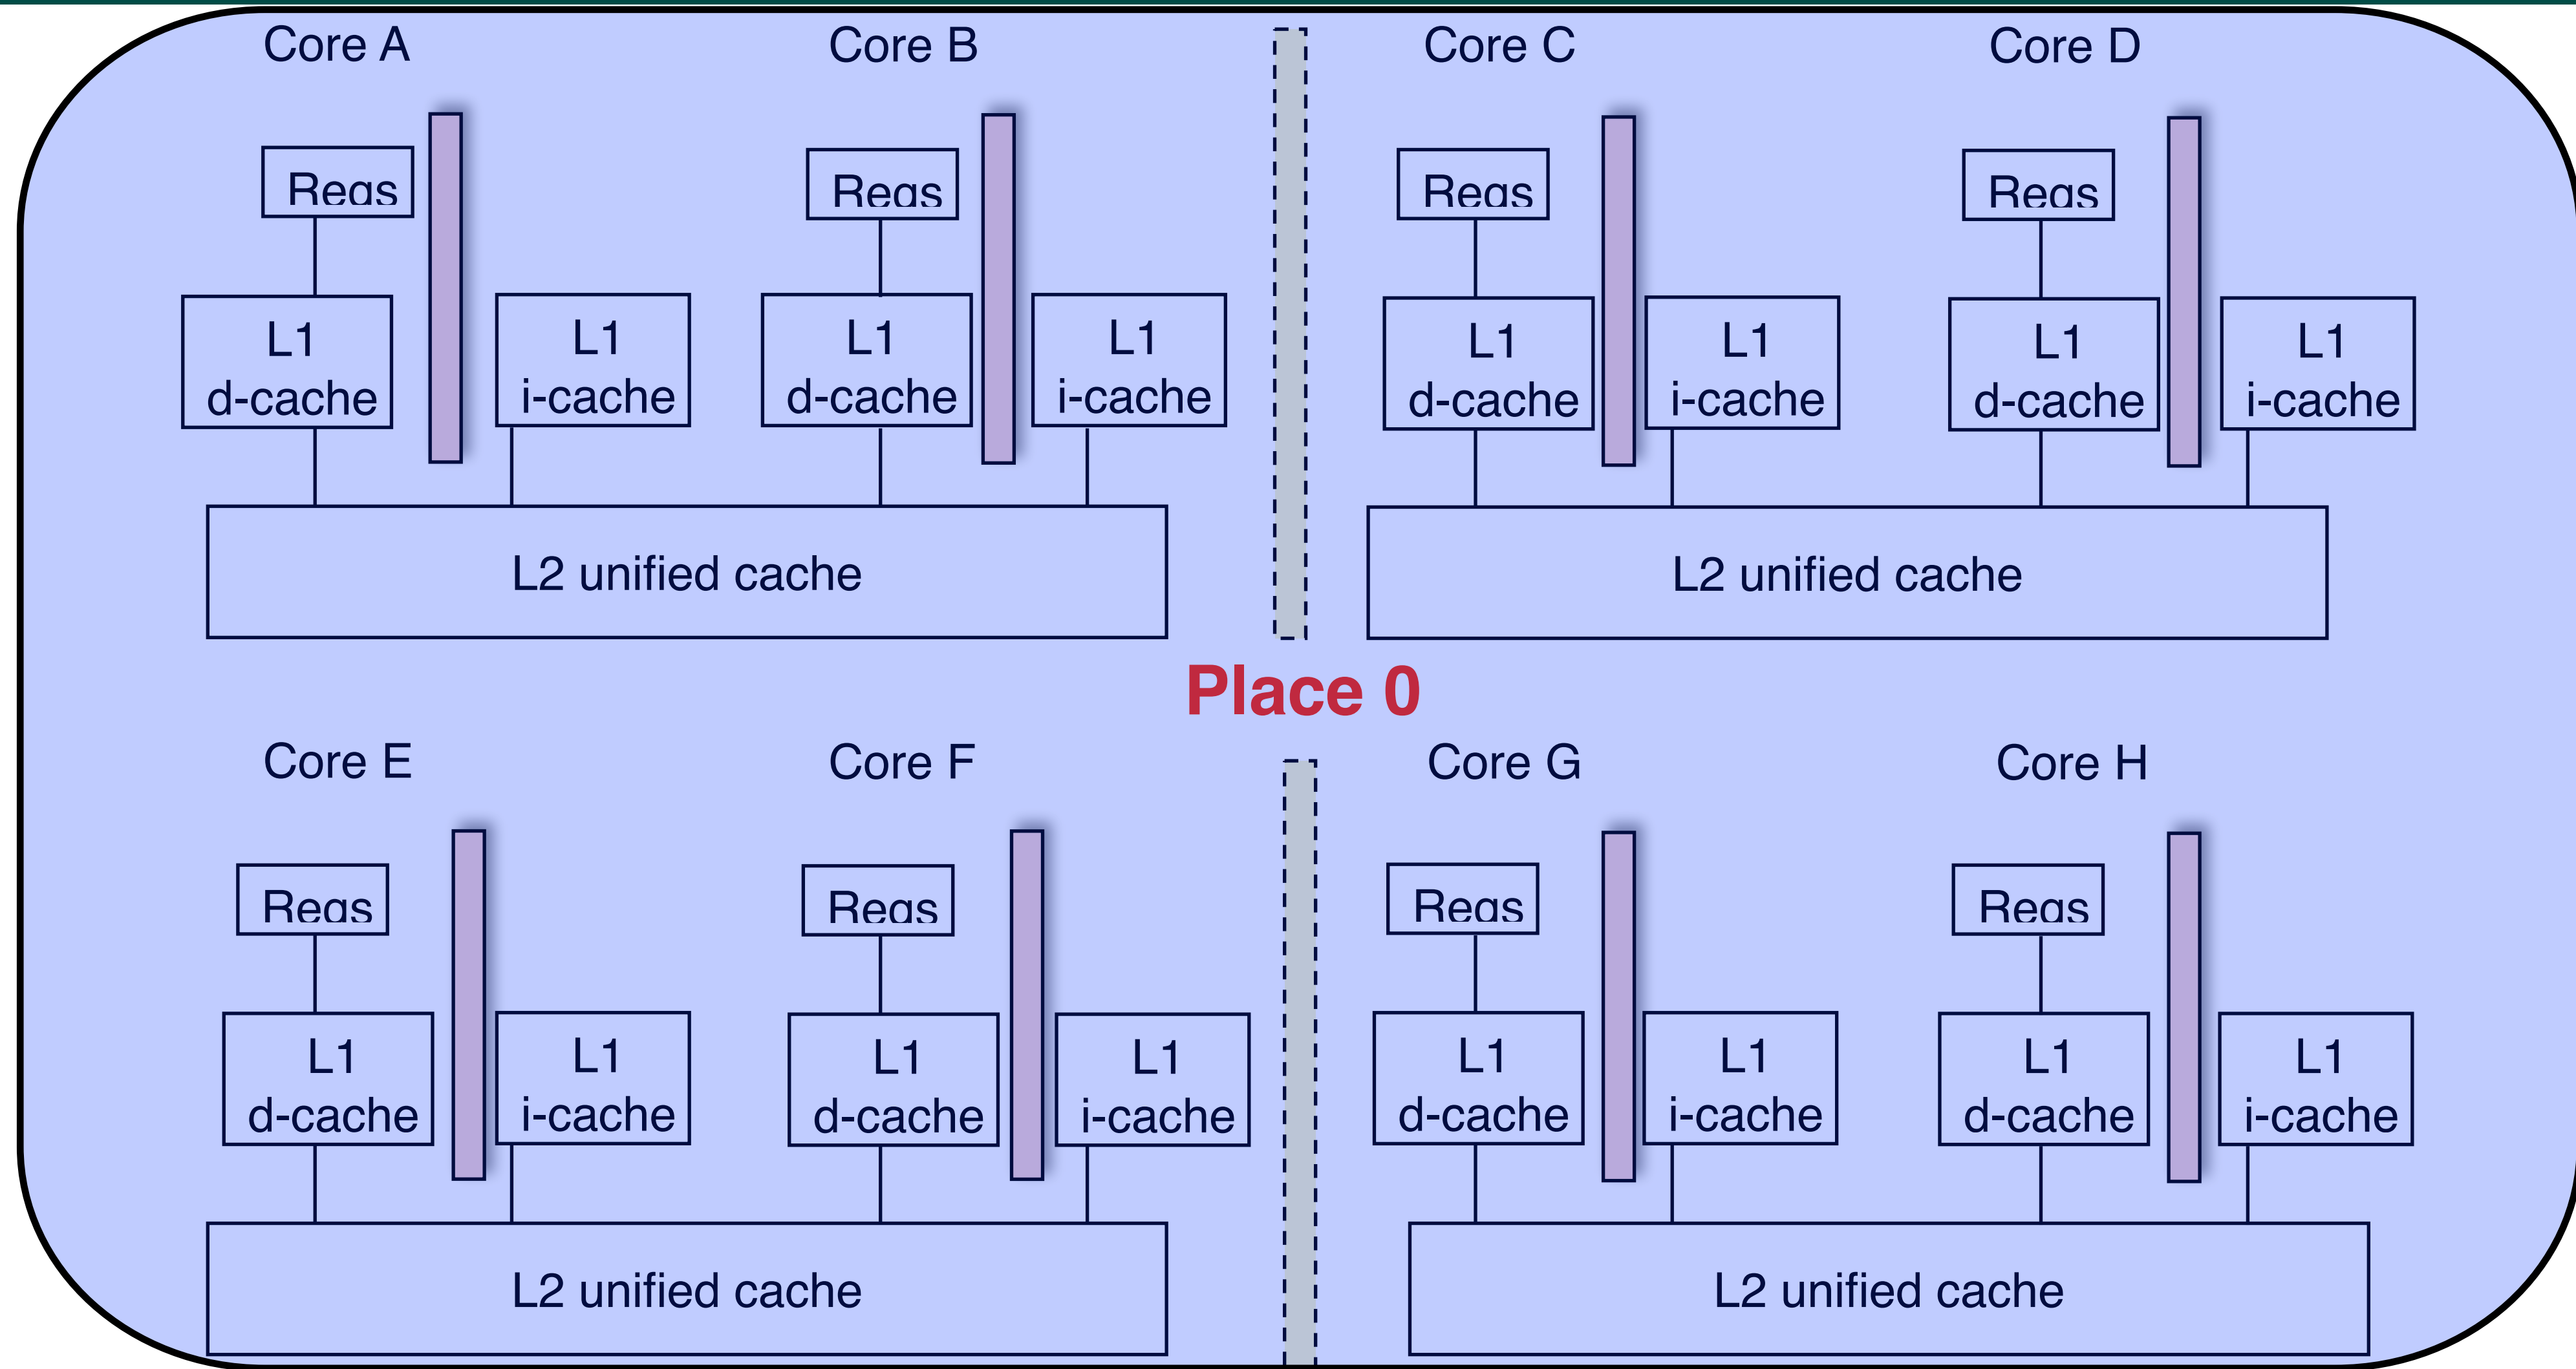 Core A
Core B
Core C
Core D
Regs
Regs
Regs
Regs
L1
d-cache
L1
i-cache
L1
d-cache
L1
i-cache
L1
d-cache
L1
i-cache
L1
d-cache
L1
i-cache
L2 unified cache
L2 unified cache
Place 0
Core E
Core F
Core G
Core H
Regs
Regs
Regs
Regs
L1
d-cache
L1
i-cache
L1
d-cache
L1
i-cache
L1
d-cache
L1
i-cache
L1
d-cache
L1
i-cache
L2 unified cache
L2 unified cache